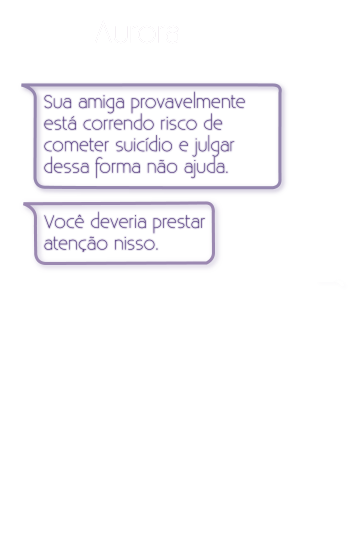 Aurora
Sua amiga provavelmente
está correndo risco de
cometer suicídio e julgar
dessa forma não ajuda.
Você deveria prestar
atenção nisso.